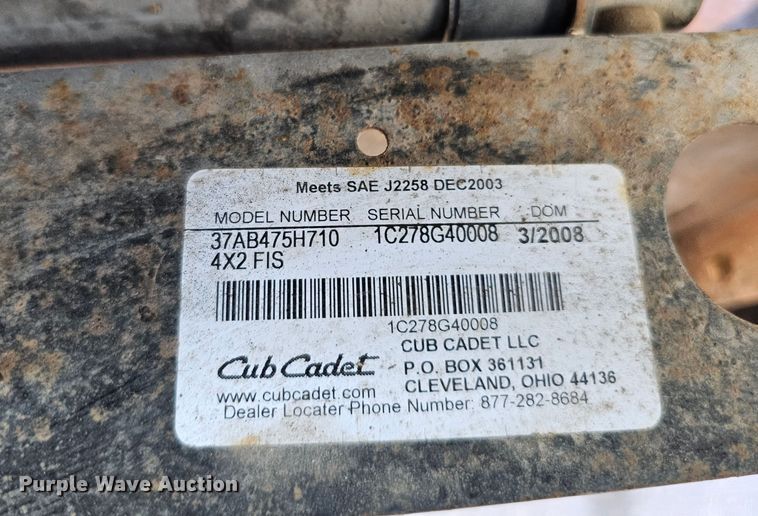 Meets SAE J2258 DEC2003
MODEL NUMBER SERIAL NUMBER DOM
37AB475H710 1C278G40008 3/2008
4X2 FIS
1C278G40008
CUB CADET LLC
Cub Cadet P.O. BOX 361131
www.cubcadet.com CLEVELAND, OHIO 44136
Dealer Locater Phone Number: 877-282-8684
Purple Wave Auction